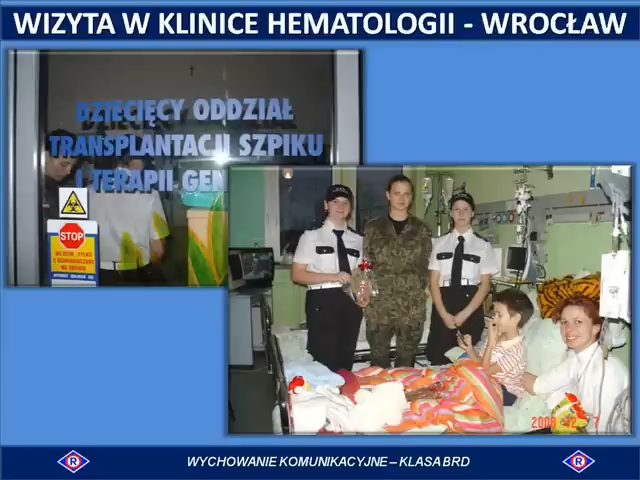 WIZYTA W KLINICE HEMATOLOGII - WROCŁAW
DZIECIĘCY ODDZIAŁ
TRANSPLANTACJI SZPIKU
I TERAPII GEN
STOP
R
WYCHOWANIE KOMUNIKACYJNE – KLASA BRD
R